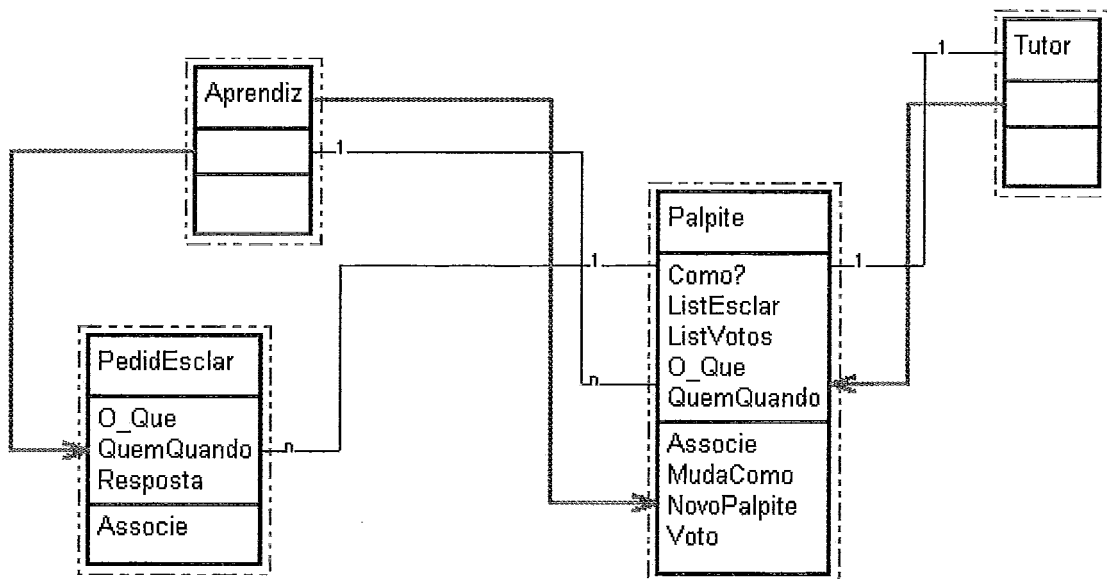 Tutor
1
Aprendiz
1
Palpite
1
1
Como?
ListEsclar
ListVotos
O_Que
QuemQuando
n
PedidEsclar
O_Que
QuemQuando
n
Resposta
Associe
Associe
MudaComo
NovoPalpite
Voto